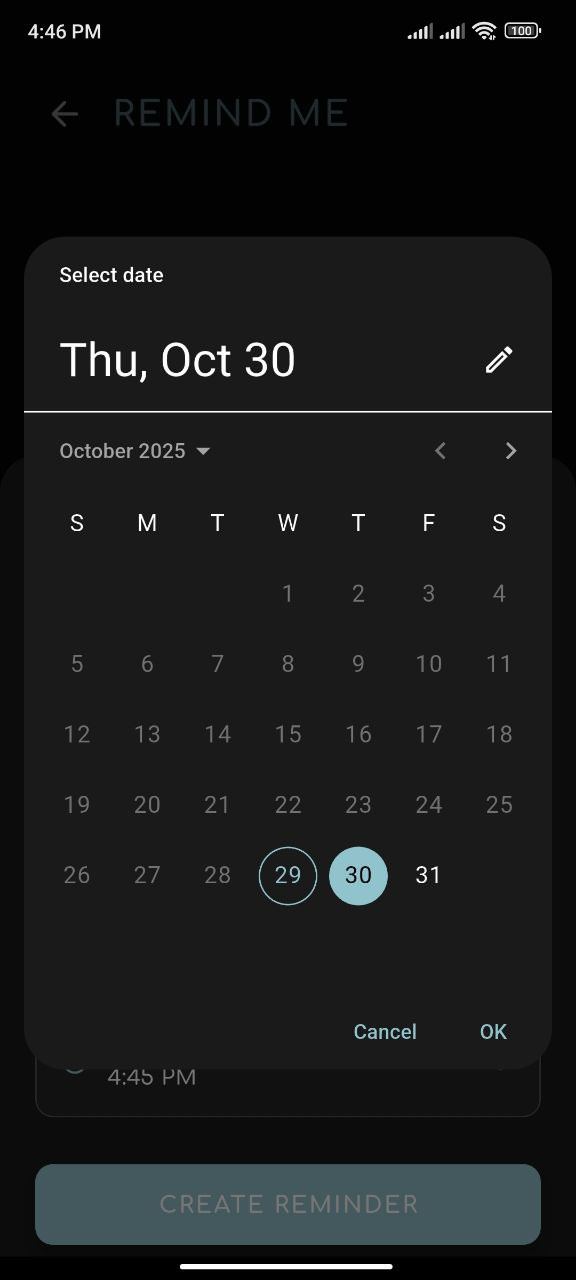 4:46 PM 100
REMIND ME
Select date
Thu, Oct 30
October 2025
S M T W T F S
1 2 3 4
5 6 7 8 9 10 11
12 13 14 15 16 17 18
19 20 21 22 23 24 25
26 27 28 29 30 31
Cancel OK
4:45 PM
CREATE REMINDER